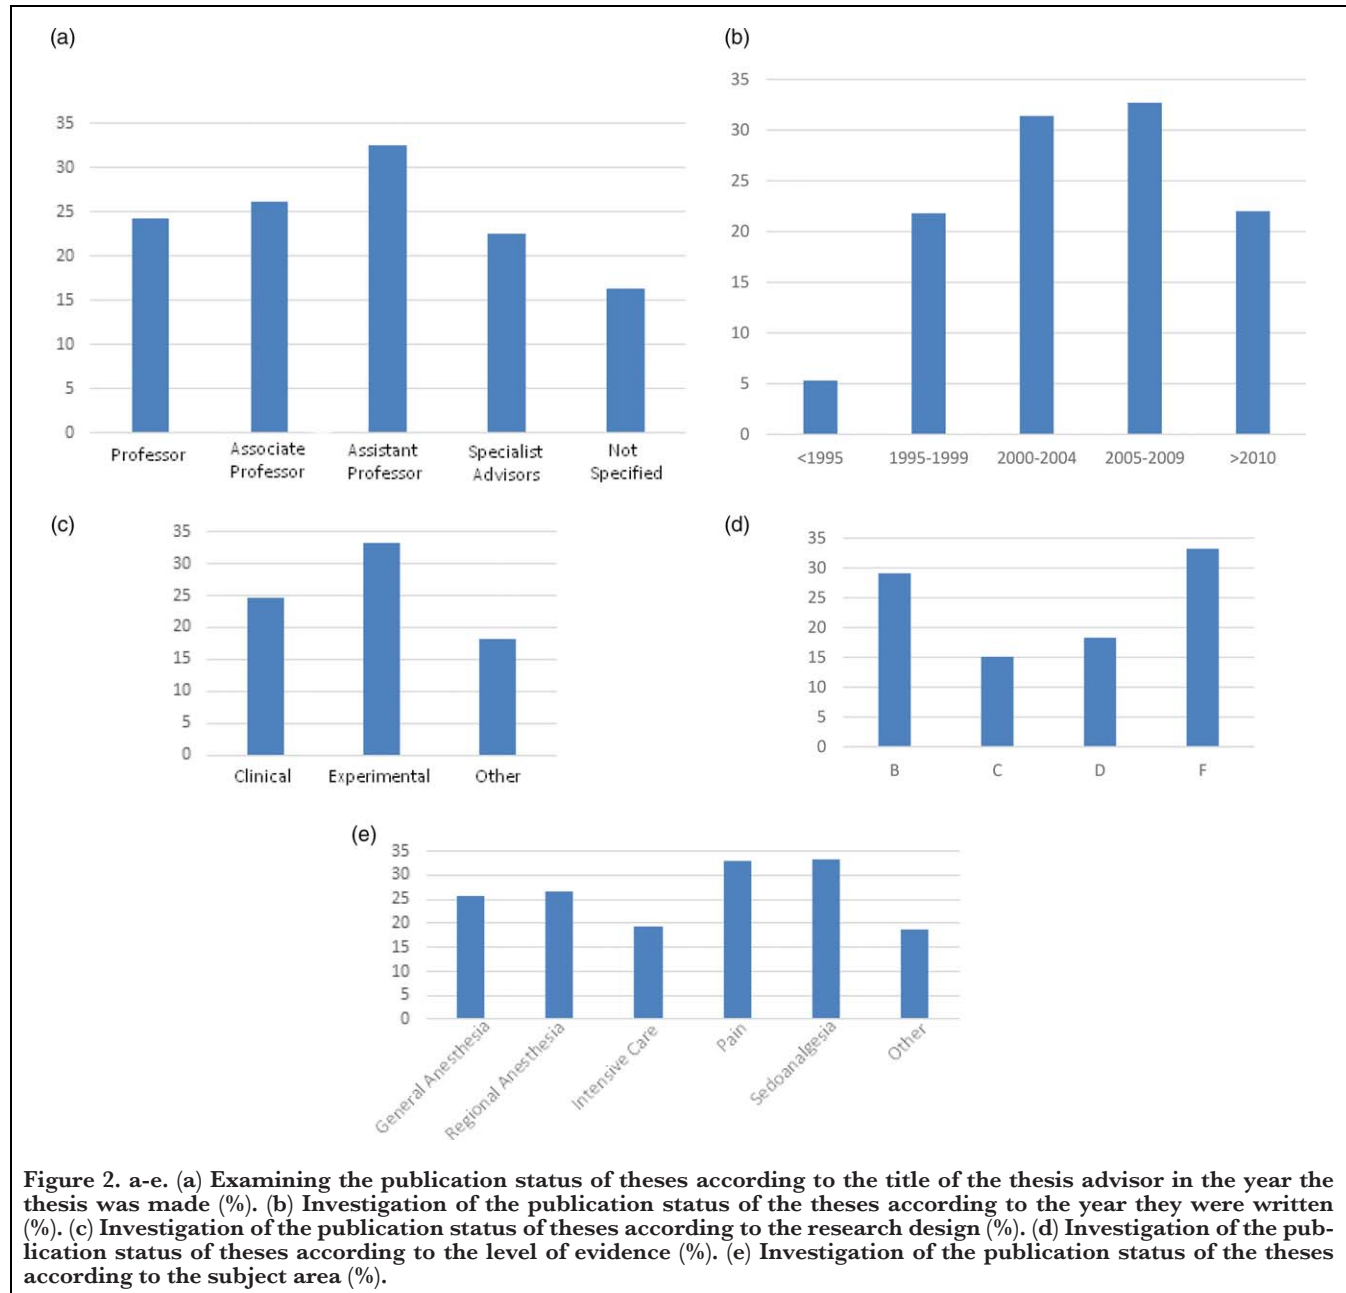 (a)
35
30
25
20
15
10
5
0
Professor
Associate
Professor
Assistant
Professor
Specialist
Advisors
Not
Specified
(b)
35
30
25
20
15
10
5
0
<1995
1995-1999
2000-2004
2005-2009
>2010
(c)
35
30
25
20
15
10
5
0
Clinical
Experimental
Other
(d)
35
30
25
20
15
10
5
0
B
C
D
F
(e)
35
30
25
20
15
10
5
0
General Anesthesia
Regional Anesthesia
Intensive Care
Pain
Sedoanalgesia
Other
Figure 2. a-e. (a) Examining the publication status of theses according to the title of the thesis advisor in the year the
thesis was made (%). (b) Investigation of the publication status of the theses according to the year they were written
(%). (c) Investigation of the publication status of theses according to the research design (%). (d) Investigation of the pub-
lication status of theses according to the level of evidence (%). (e) Investigation of the publication status of the theses
according to the subject area (%).